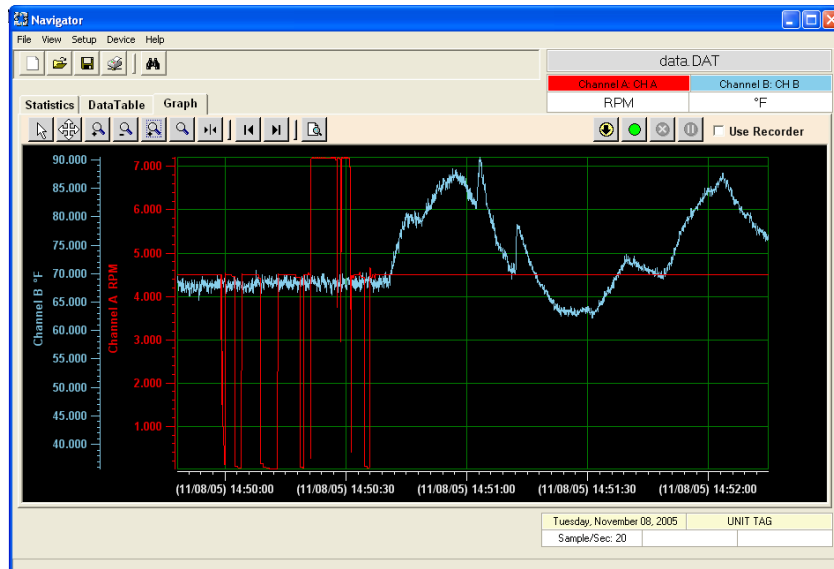 Navigator
File View Setup Device Help
data.DAT
Channel A: CH A Channel B: CH B
RPM °F
Statistics DataTable Graph
Use Recorder
90.000
85.000
80.000
75.000
70.000
65.000
60.000
55.000
50.000
45.000
40.000
Channel B °F
7.000
6.000
5.000
4.000
3.000
2.000
1.000
Channel A RPM
(11/08/05) 14:50:00 (11/08/05) 14:50:30 (11/08/05) 14:51:00 (11/08/05) 14:51:30 (11/08/05) 14:52:00
Tuesday, November 08, 2005 UNIT TAG
Sample/Sec: 20